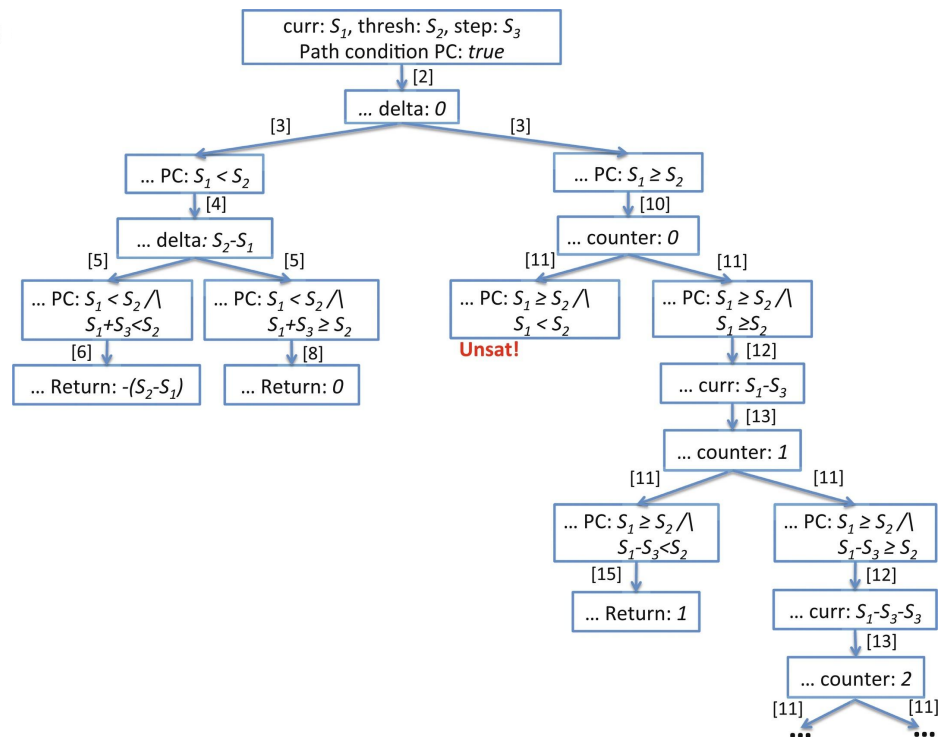 curr: S₁, thresh: S₂, step: S₃
Path condition PC: true
[2]
... delta: 0
[3]
[3]
... PC: S₁ < S₂
... PC: S₁ ≥ S₂
[4]
[10]
... delta: S₂-S₁
... counter: 0
[5]
[5]
[11]
[11]
... PC: S₁ < S₂ /\
S₁+S₃<S₂
... PC: S₁ < S₂ /\
S₁+S₃ ≥ S₂
... PC: S₁ ≥ S₂ /\
S₁ < S₂
... PC: S₁ ≥ S₂ /\
S₁ ≥S₂
Unsat!
[6]
[8]
[12]
... Return: -(S₂-S₁)
... Return: 0
... curr: S₁-S₃
[13]
... counter: 1
[11]
[11]
... PC: S₁ ≥ S₂ /\
S₁-S₃<S₂
... PC: S₁ ≥ S₂ /\
S₁-S₃ ≥ S₂
[15]
[12]
... Return: 1
... curr: S₁-S₃-S₃
[13]
... counter: 2
[11]
[11]
...
...